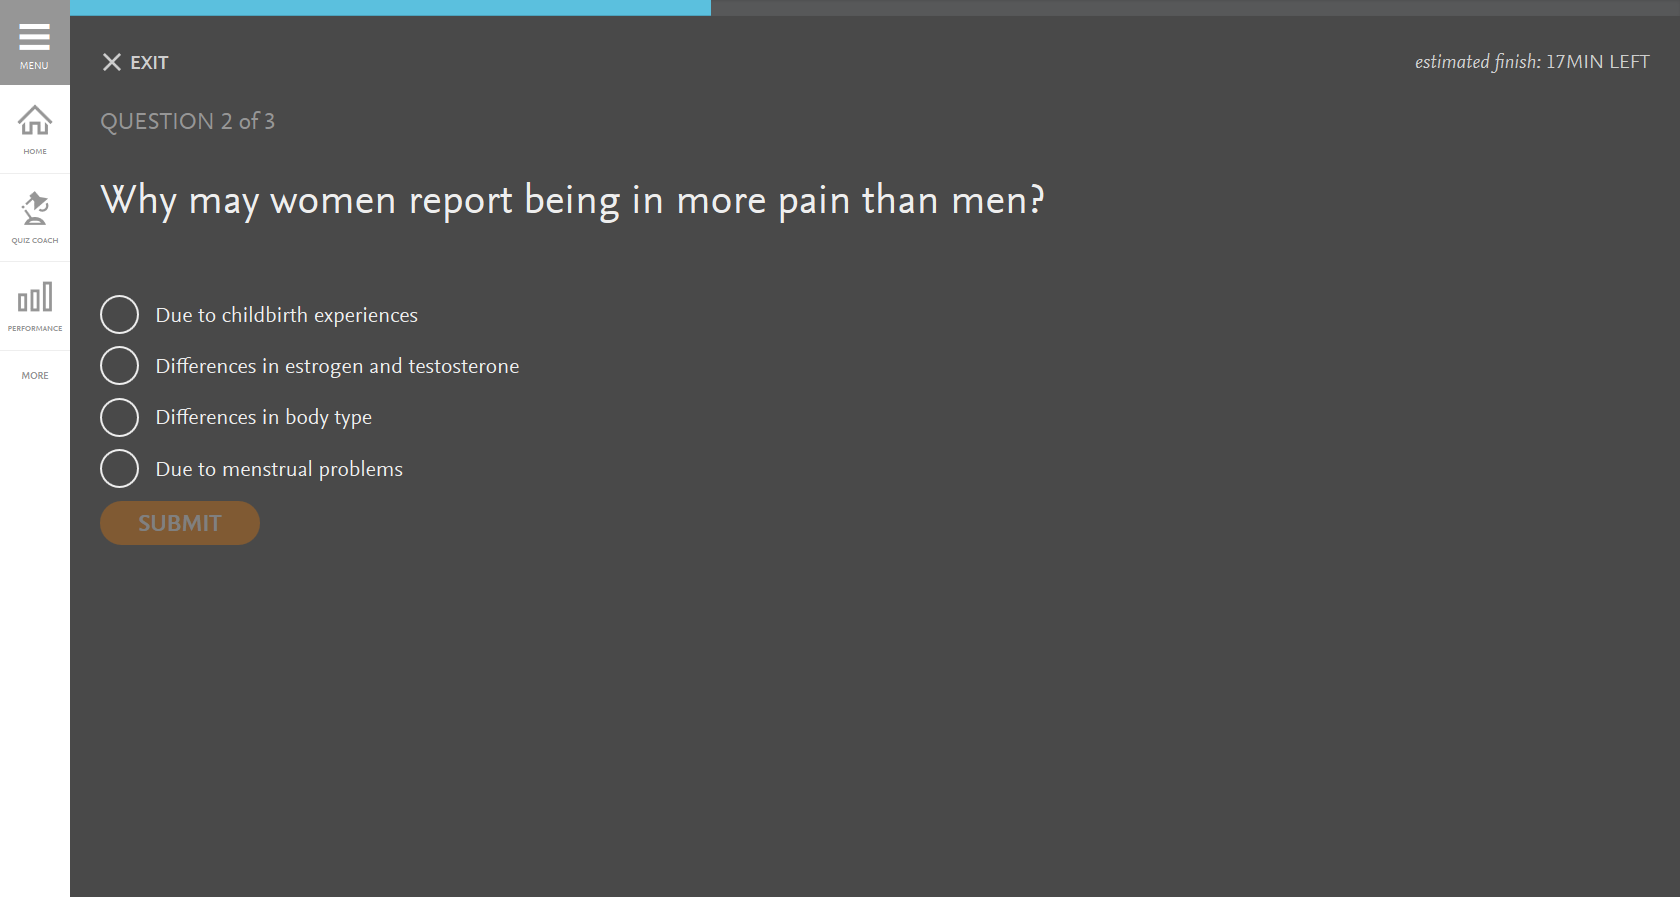 MENU
HOME
QUIZ COACH
PERFORMANCE
MORE
EXIT
estimated finish: 17MIN LEFT
QUESTION 2 of 3
Why may women report being in more pain than men?
Due to childbirth experiences
Differences in estrogen and testosterone
Differences in body type
Due to menstrual problems
SUBMIT